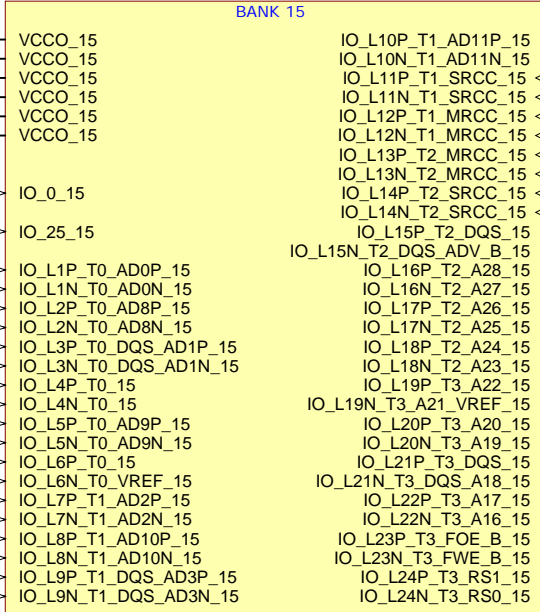 BANK 15
VCCO_15
VCCO_15
VCCO_15
VCCO_15
VCCO_15
VCCO_15
IO_0_15
IO_25_15
IO_L1P_T0_AD0P_15
IO_L1N_T0_AD0N_15
IO_L2P_T0_AD8P_15
IO_L2N_T0_AD8N_15
IO_L3P_T0_DQS_AD1P_15
IO_L3N_T0_DQS_AD1N_15
IO_L4P_T0_15
IO_L4N_T0_15
IO_L5P_T0_AD9P_15
IO_L5N_T0_AD9N_15
IO_L6P_T0_15
IO_L6N_T0_VREF_15
IO_L7P_T1_AD2P_15
IO_L7N_T1_AD2N_15
IO_L8P_T1_AD10P_15
IO_L8N_T1_AD10N_15
IO_L9P_T1_DQS_AD3P_15
IO_L9N_T1_DQS_AD3N_15
IO_L10P_T1_AD11P_15
IO_L10N_T1_AD11N_15
IO_L11P_T1_SRCC_15
IO_L11N_T1_SRCC_15
IO_L12P_T1_MRCC_15
IO_L12N_T1_MRCC_15
IO_L13P_T2_MRCC_15
IO_L13N_T2_MRCC_15
IO_L14P_T2_SRCC_15
IO_L14N_T2_SRCC_15
IO_L15P_T2_DQS_15
IO_L15N_T2_DQS_ADV_B_15
IO_L16P_T2_A28_15
IO_L16N_T2_A27_15
IO_L17P_T2_A26_15
IO_L17N_T2_A25_15
IO_L18P_T2_A24_15
IO_L18N_T2_A23_15
IO_L19P_T3_A22_15
IO_L19N_T3_A21_VREF_15
IO_L20P_T3_A20_15
IO_L20N_T3_A19_15
IO_L21P_T3_DQS_15
IO_L21N_T3_DQS_A18_15
IO_L22P_T3_A17_15
IO_L22N_T3_A16_15
IO_L23P_T3_FOE_B_15
IO_L23N_T3_FWE_B_15
IO_L24P_T3_RS1_15
IO_L24N_T3_RS0_15